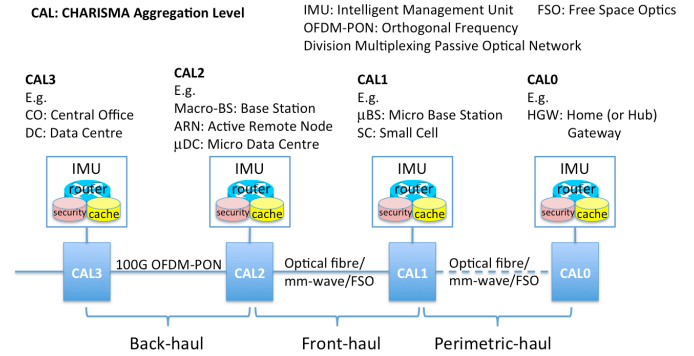 CAL: CHARISMA Aggregation Level
IMU: Intelligent Management Unit
FSO: Free Space Optics
OFDM-PON: Orthogonal Frequency
Division Multiplexing Passive Optical Network
CAL3
E.g.
CO: Central Office
DC: Data Centre
CAL2
E.g.
Macro-BS: Base Station
ARN: Active Remote Node
μDC: Micro Data Centre
CAL1
E.g.
μBS: Micro Base Station
SC: Small Cell
CAL0
E.g.
HGW: Home (or Hub)
Gateway
IMU
router
security
cache
IMU
router
security
cache
IMU
router
security
cache
IMU
router
security
cache
CAL3
100G OFDM-PON
CAL2
Optical fibre/
mm-wave/FSO
CAL1
Optical fibre/
mm-wave/FSO
CAL0
Back-haul
Front-haul
Perimetric-haul